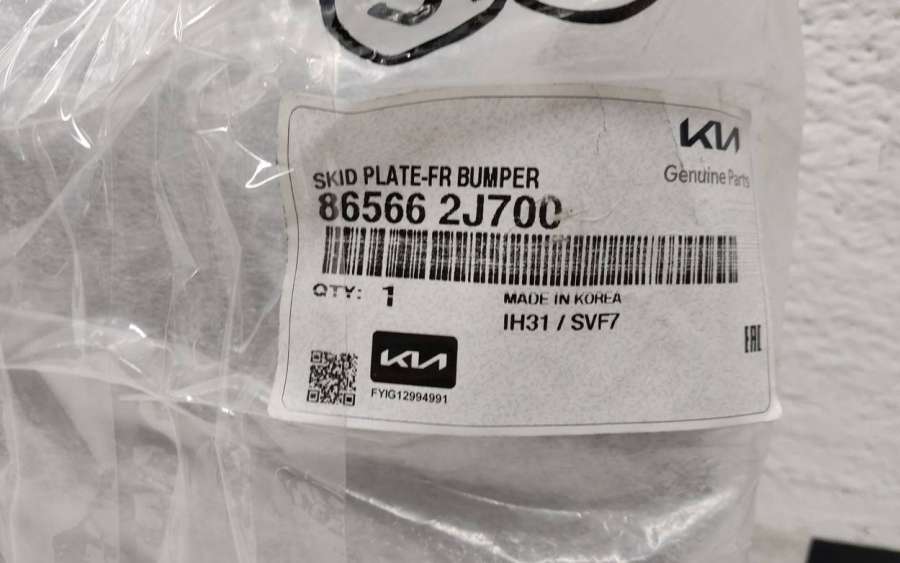 KIA
Genuine Parts
SKID PLATE-FR BUMPER
86566 2J700
QTY: 1
MADE IN KOREA
IH31 / SVF7
EAC
KIA
FYIG12994991